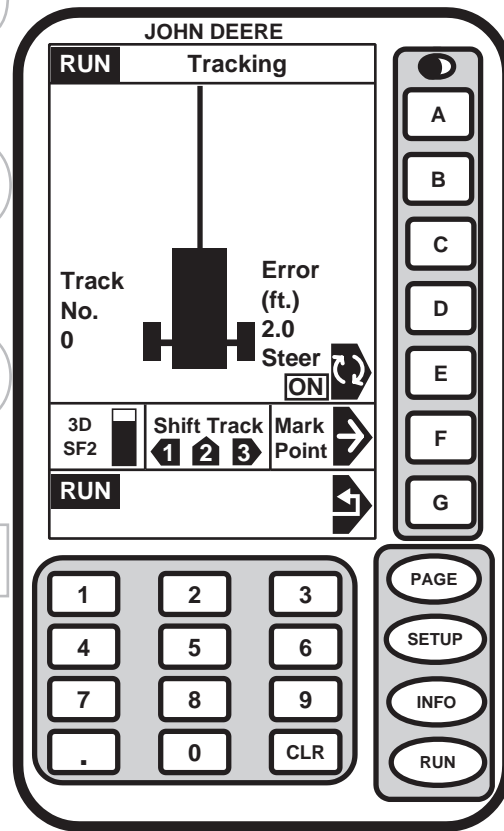 JOHN DEERE
RUN Tracking
Track
No.
0
Error
(ft.)
2.0
Steer
ON
3D
SF2
Shift Track
1 2 3
Mark
Point
RUN
A
B
C
D
E
F
G
PAGE
SETUP
INFO
RUN
1 2 3
4 5 6
7 8 9
. 0 CLR